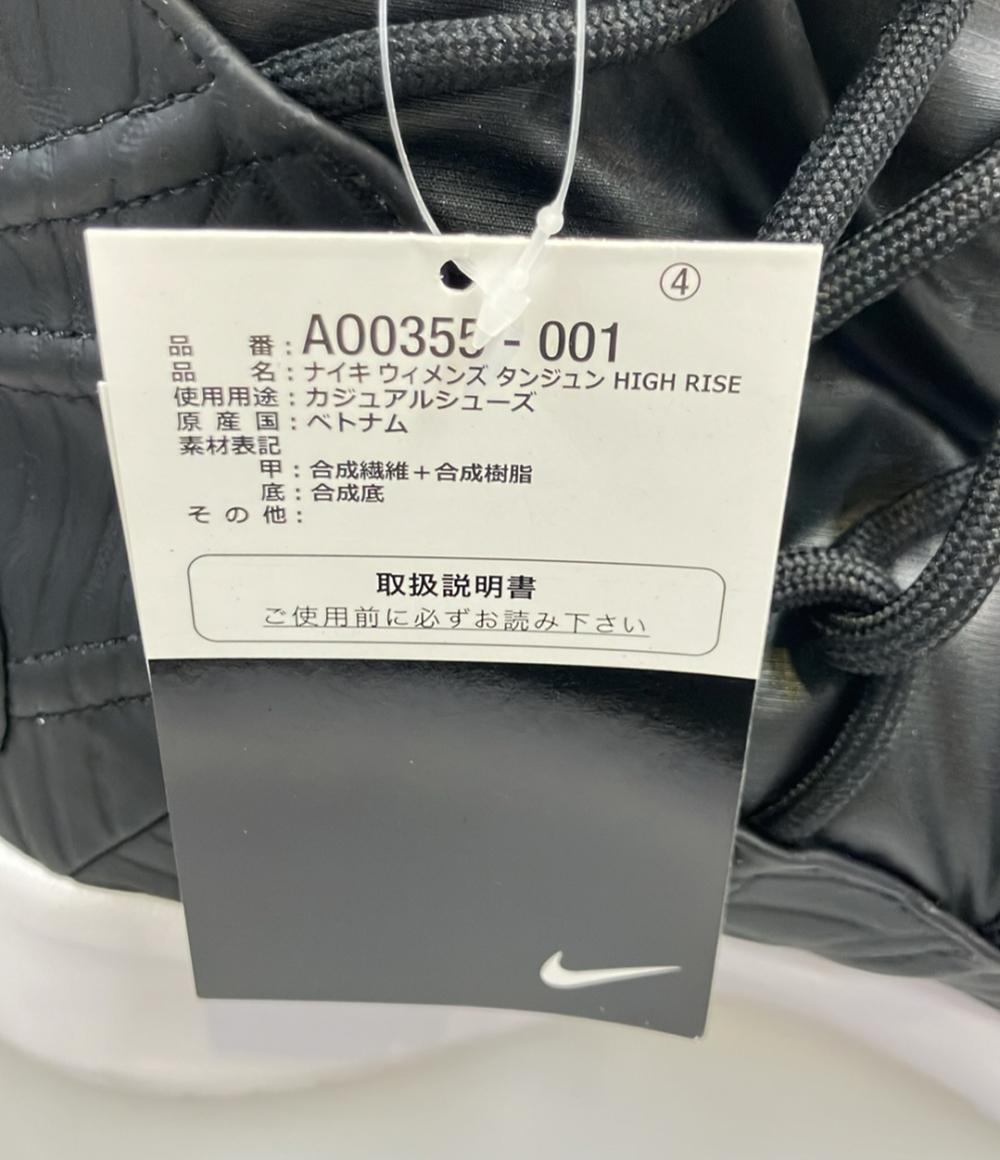 ④
品番:AO0355-001
品名:ナイキ ウィメンズ タンジュン HIGH RISE
使用用途:カジュアルシューズ
原産国:ベトナム
素材表記
甲:合成繊維+合成樹脂
底:合成底
その他:
取扱説明書
ご使用前に必ずお読み下さい